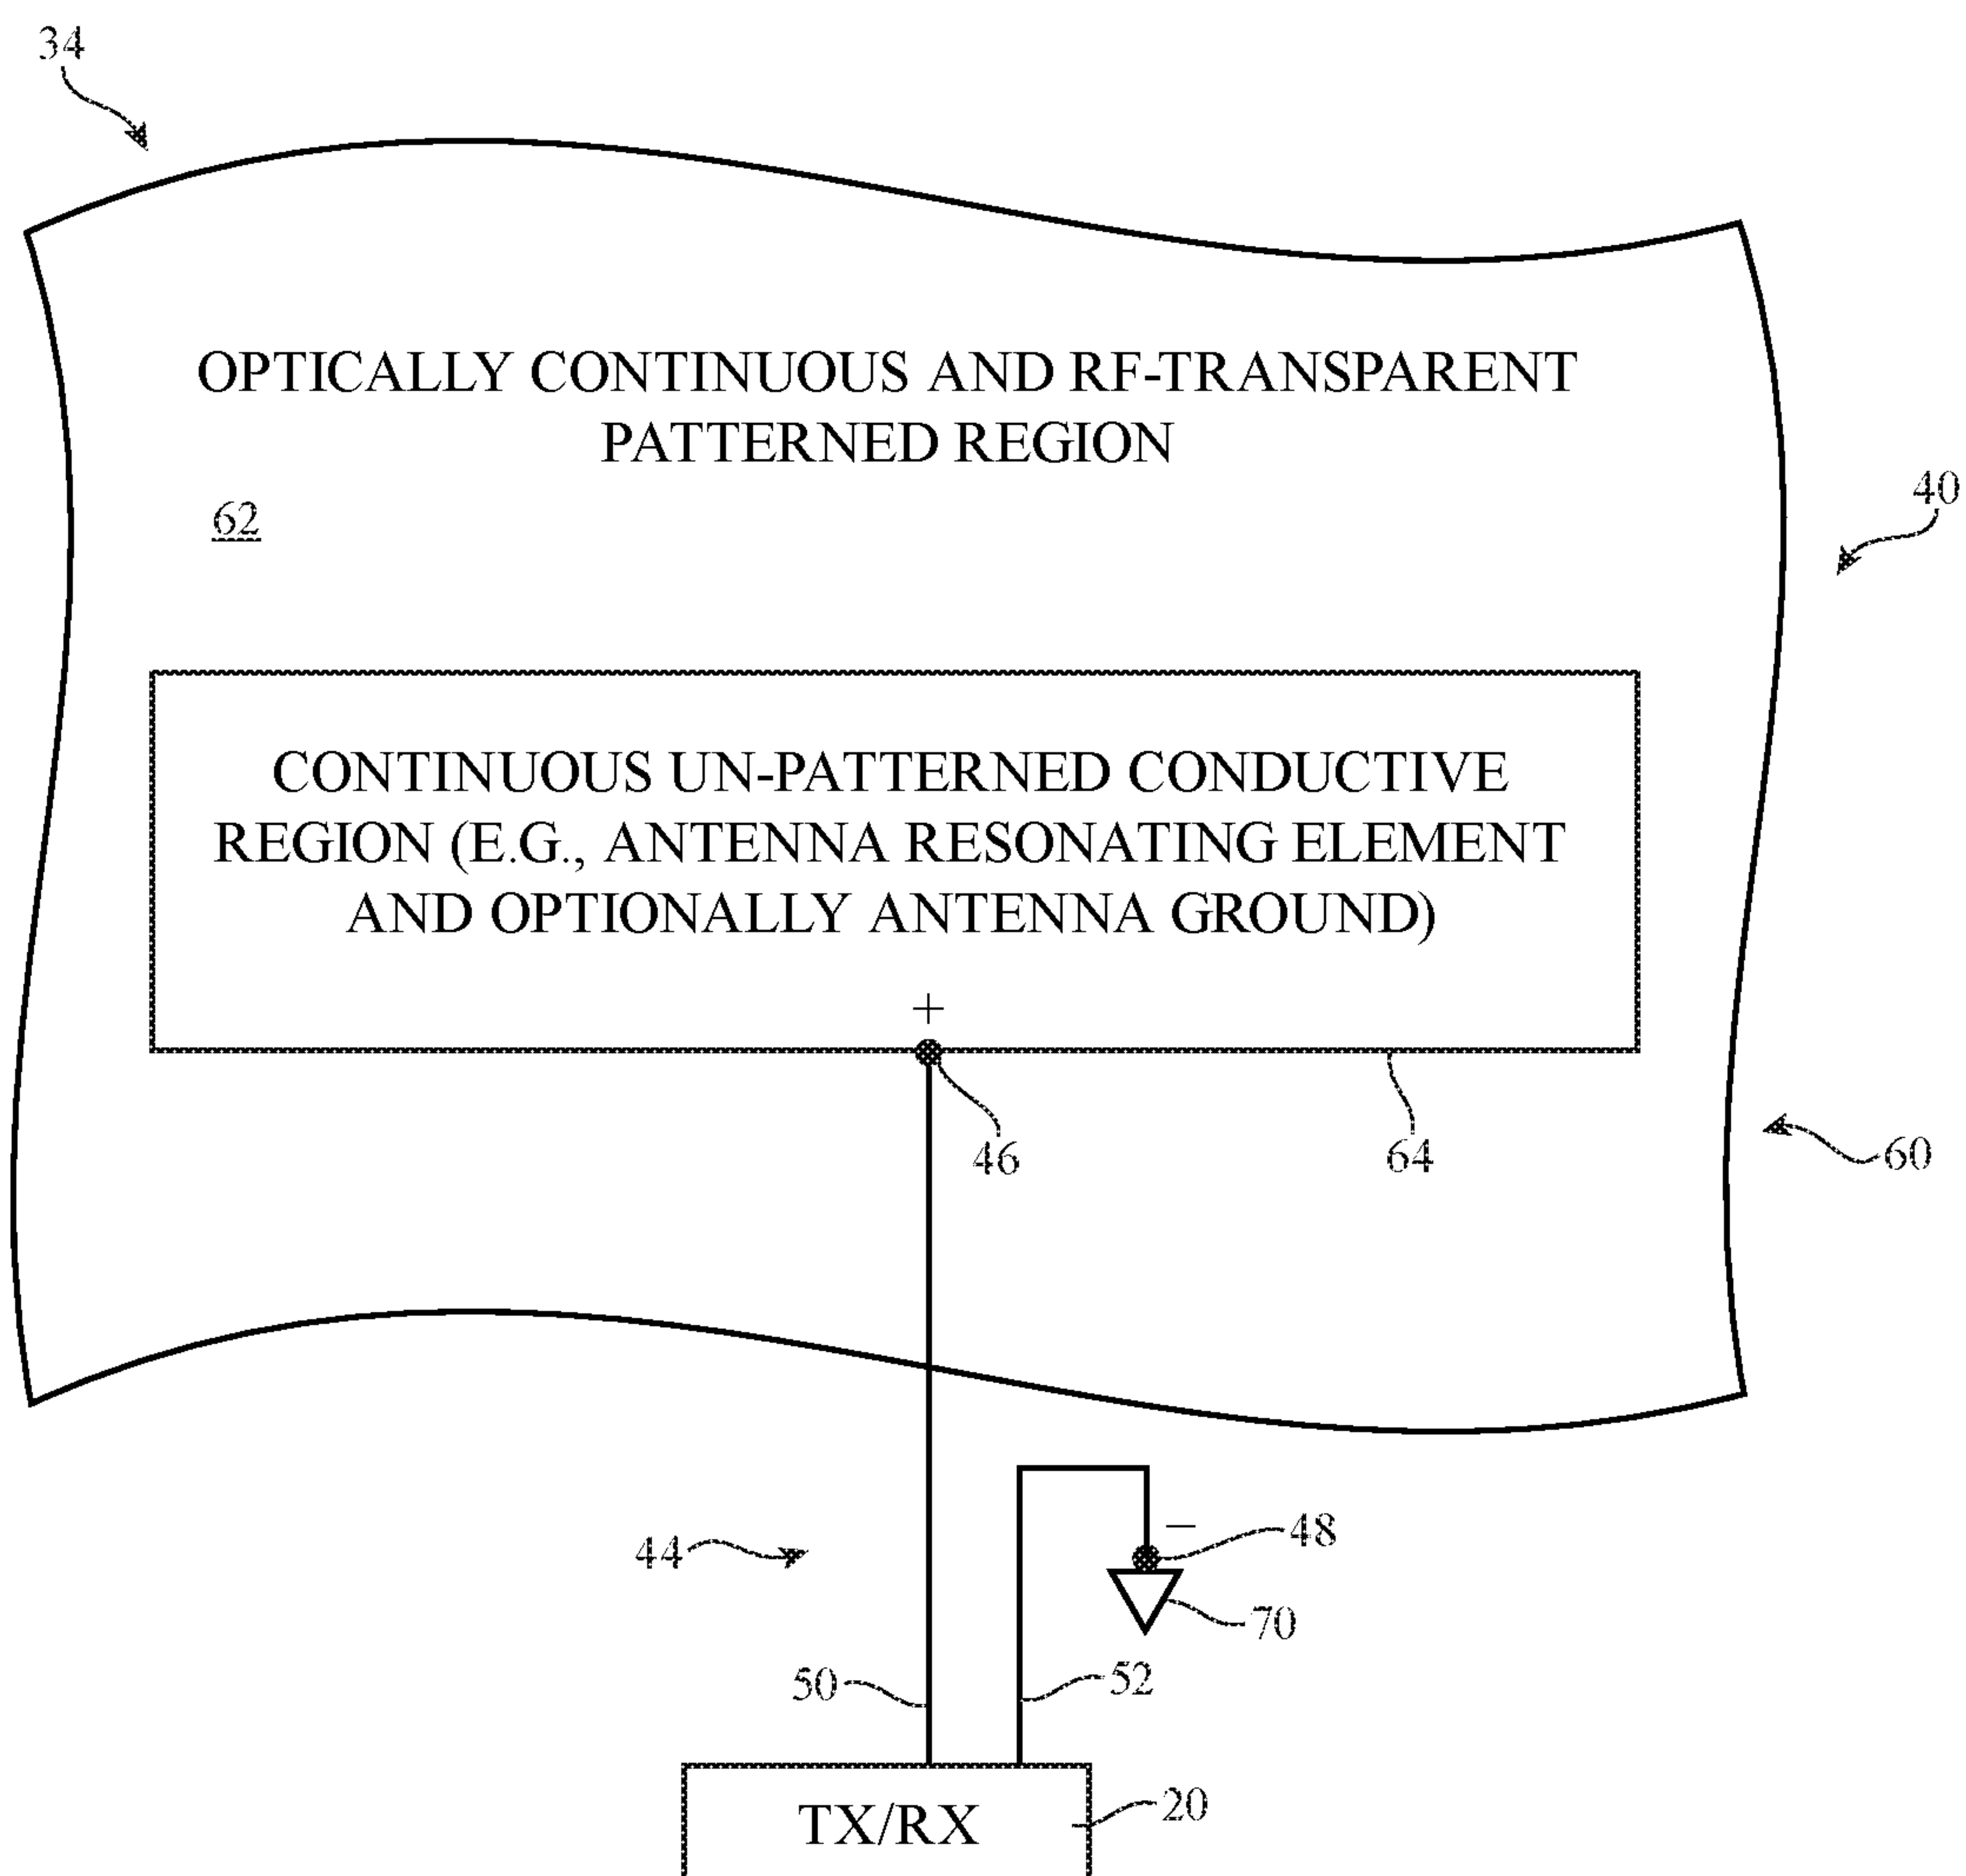 34
OPTICALLY CONTINUOUS AND RF-TRANSPARENT
PATTERNED REGION
62
40
CONTINUOUS UN-PATTERNED CONDUCTIVE
REGION (E.G., ANTENNA RESONATING ELEMENT
AND OPTIONALLY ANTENNA GROUND)
+
46
64
60
44
−
48
70
50
52
TX/RX
20